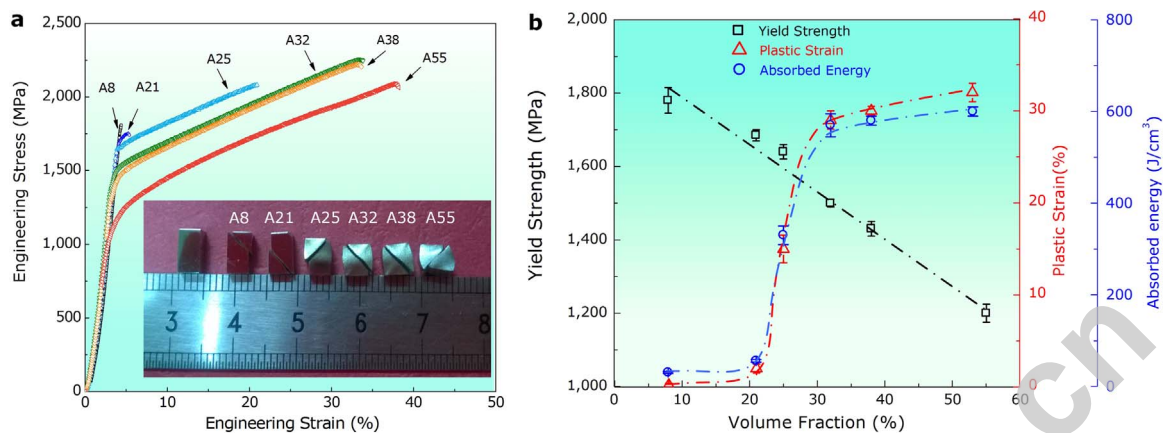 a
2,500
2,000
1,500
1,000
500
0
Engineering Stress (MPa)
A8
A21
A25
A32
A38
A55
A8 A21 A25 A32 A38 A55
3 4 5 6 7 8
0 10 20 30 40 50
Engineering Strain (%)
b
2,000
1,800
1,600
1,400
1,200
1,000
Yield Strength (MPa)
Yield Strength
Plastic Strain
Absorbed Energy
0 10 20 30 40 50 60
Volume Fraction (%)
40
30
20
10
0
Plastic Strain(%)
800
600
400
200
0
Absorbed energy (J/cm³)
cn